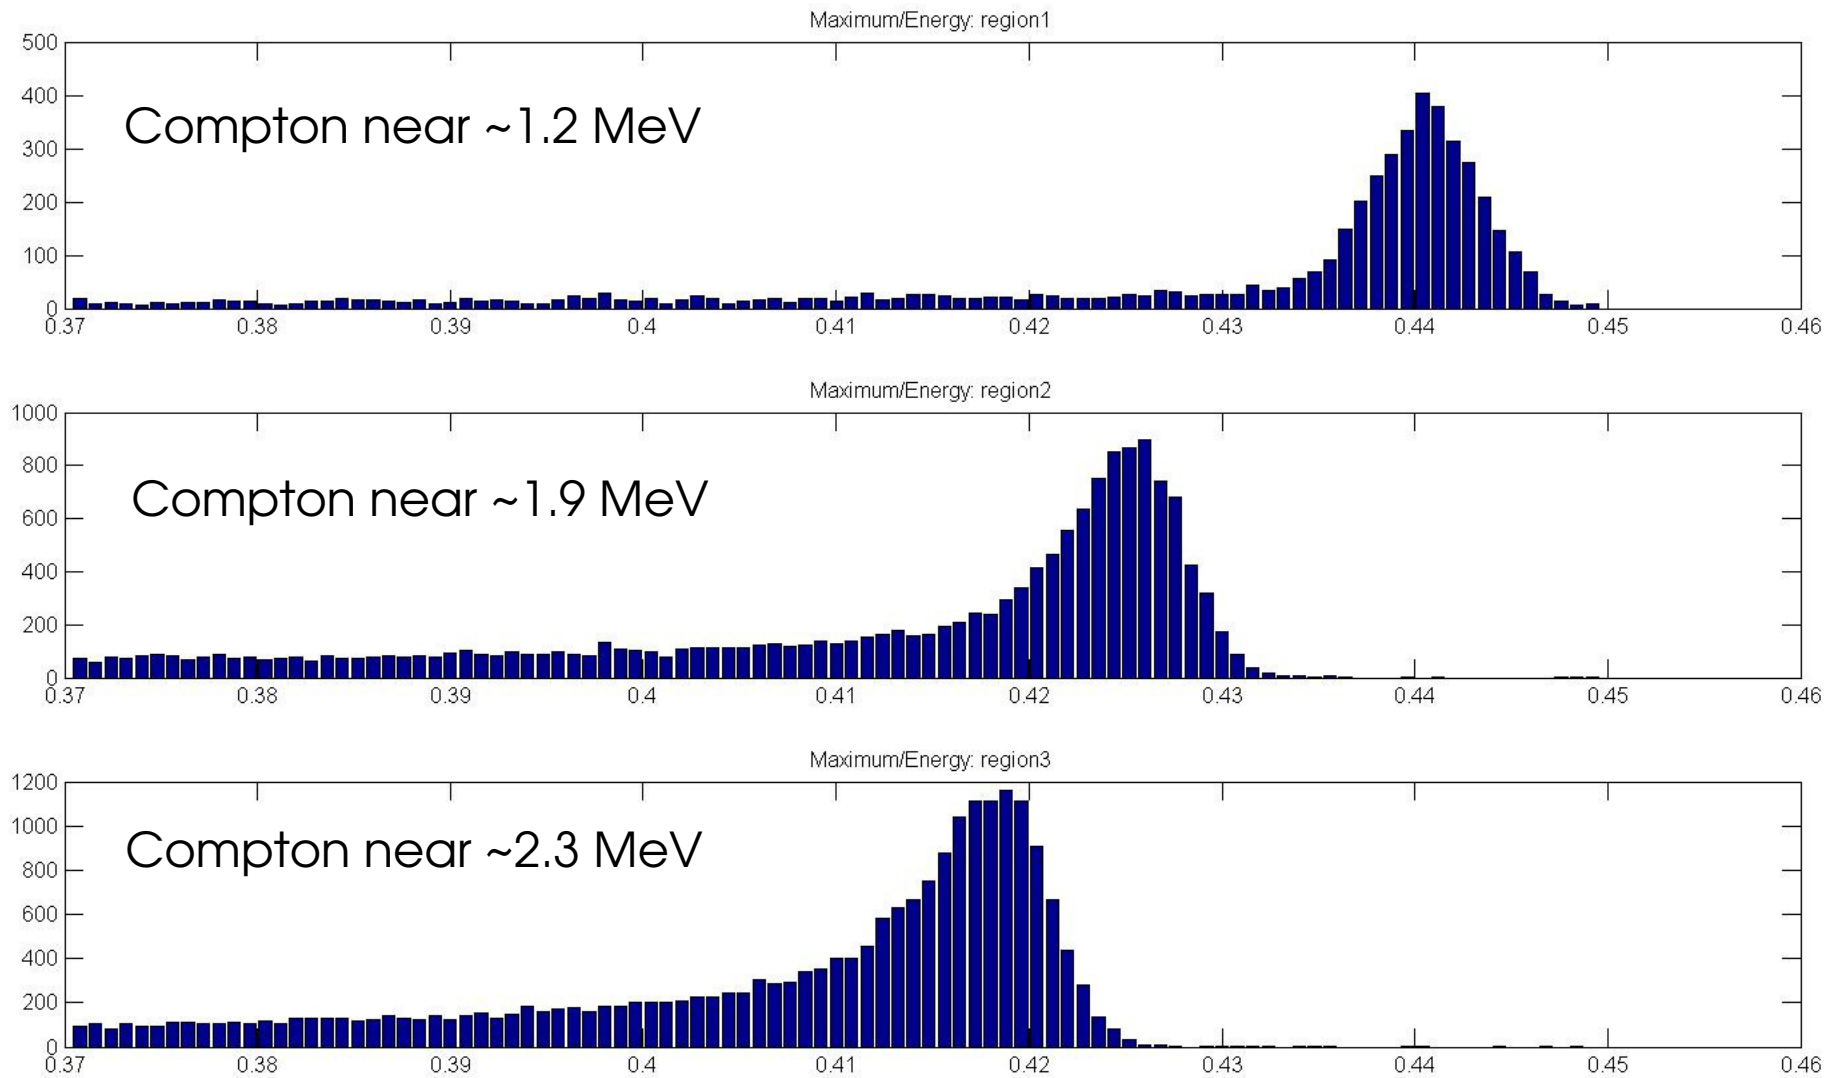 Maximum/Energy: region1
500
400
300
200
100
0
Compton near ~1.2 MeV
0.37 0.38 0.39 0.4 0.41 0.42 0.43 0.44 0.45 0.46
Maximum/Energy: region2
1000
800
600
400
200
0
Compton near ~1.9 MeV
0.37 0.38 0.39 0.4 0.41 0.42 0.43 0.44 0.45 0.46
Maximum/Energy: region3
1200
1000
800
600
400
200
0
Compton near ~2.3 MeV
0.37 0.38 0.39 0.4 0.41 0.42 0.43 0.44 0.45 0.46